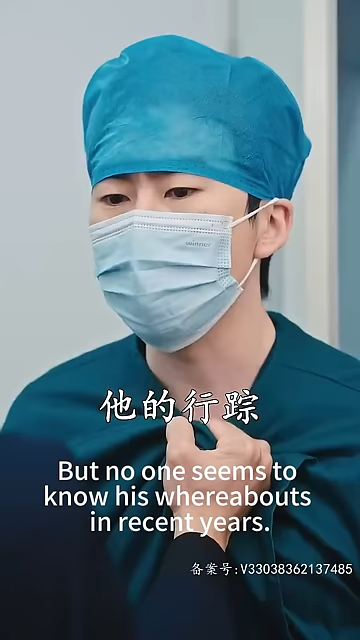 他的行踪
But no one seems to
know his whereabouts
in recent years.
备案号:V33038362137485